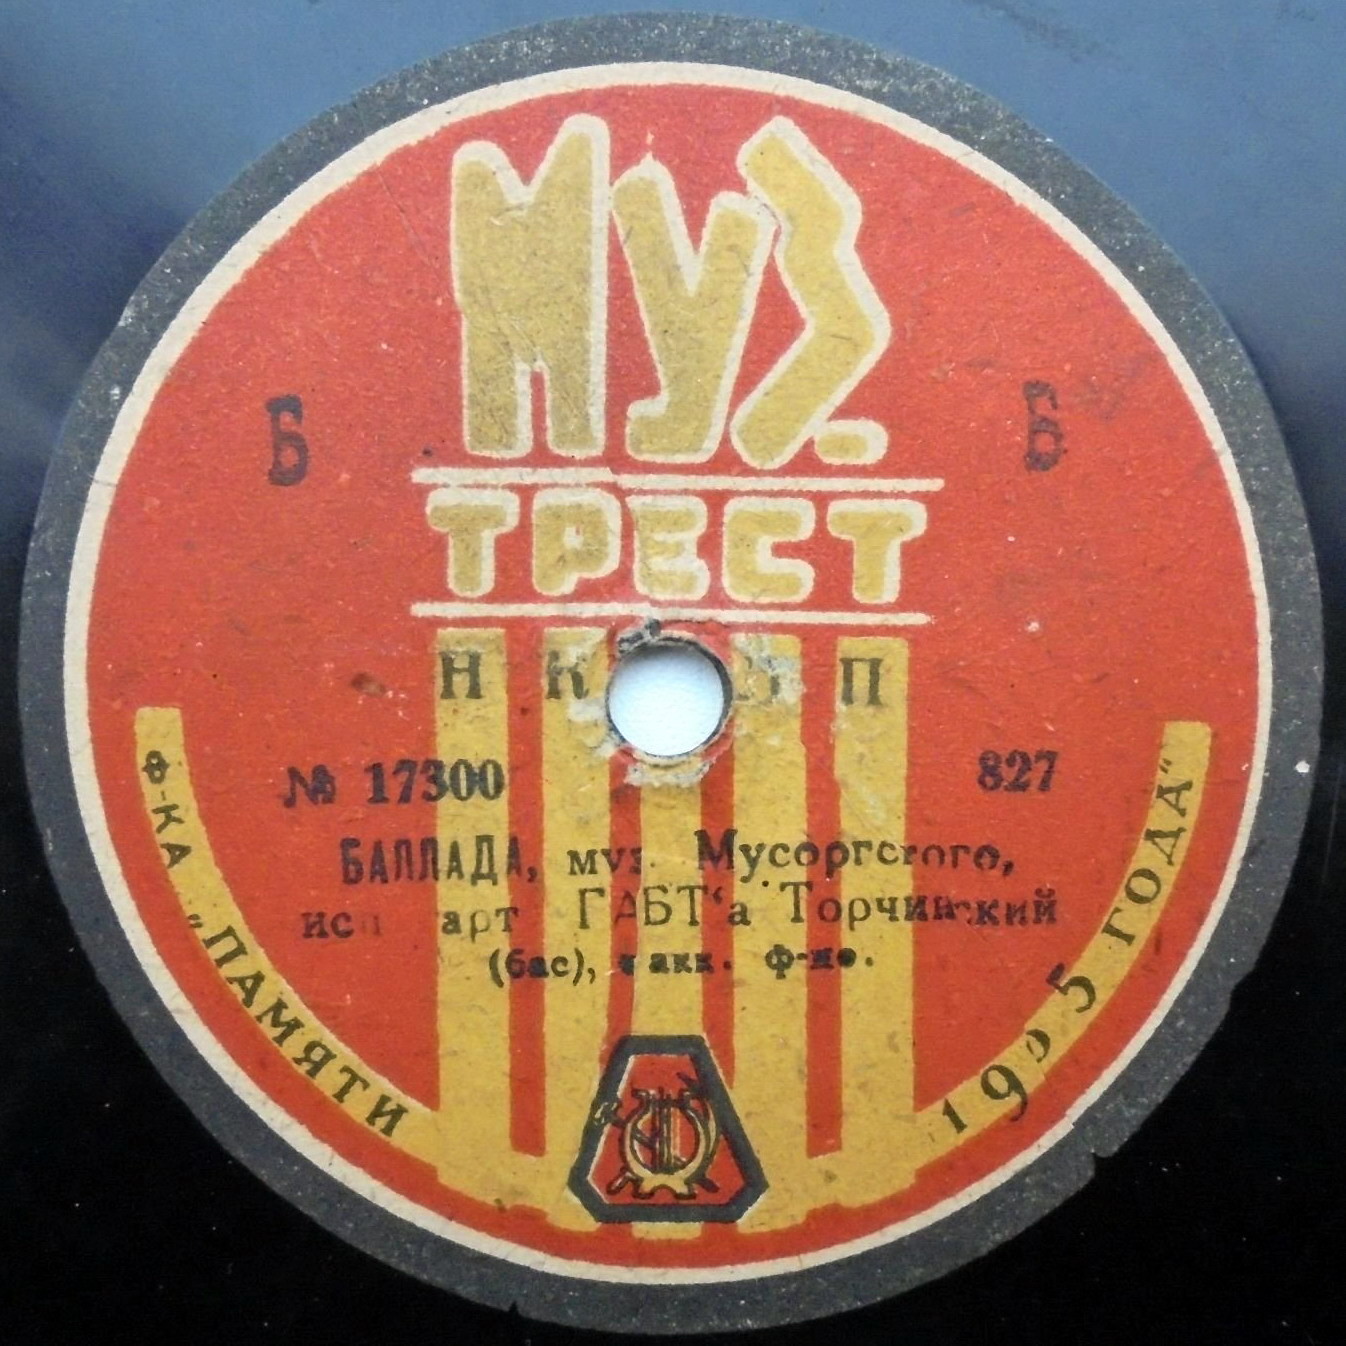 МУЗ.
ТРЕСТ
Б Б
Н К П
№ 17300 827
БАЛЛАДА, муз. Мусоргского,
исп арт ГАБТ‘а Торчинский
(бас), с акк. ф-но.
Ф-КА „ПАМЯТИ 1905 ГОДА“